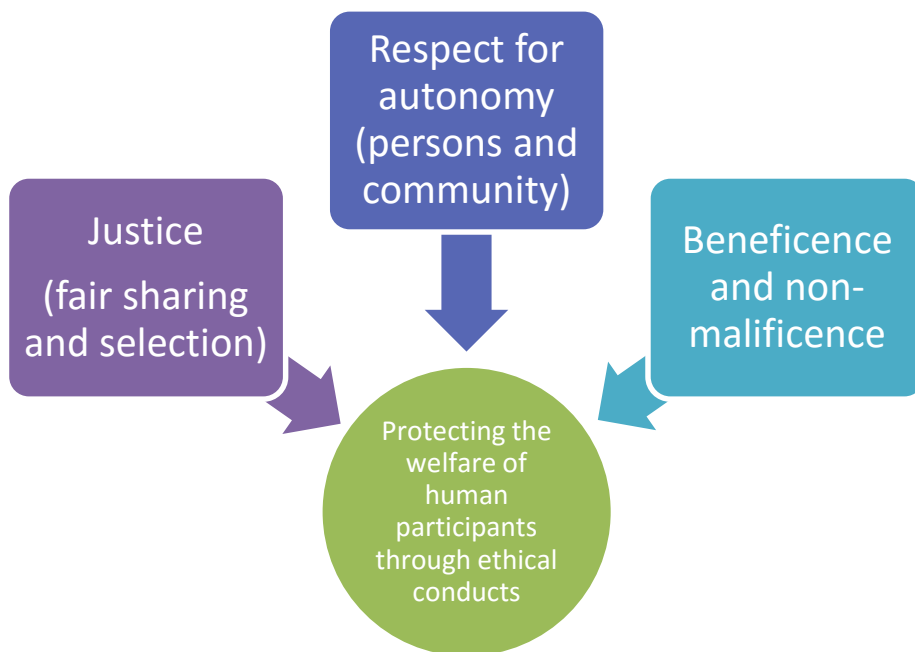 Respect for
autonomy
(persons and
community)
Justice
(fair sharing
and selection)
Beneficence
and non-
malificence
Protecting the
welfare of
human
participants
through ethical
conducts